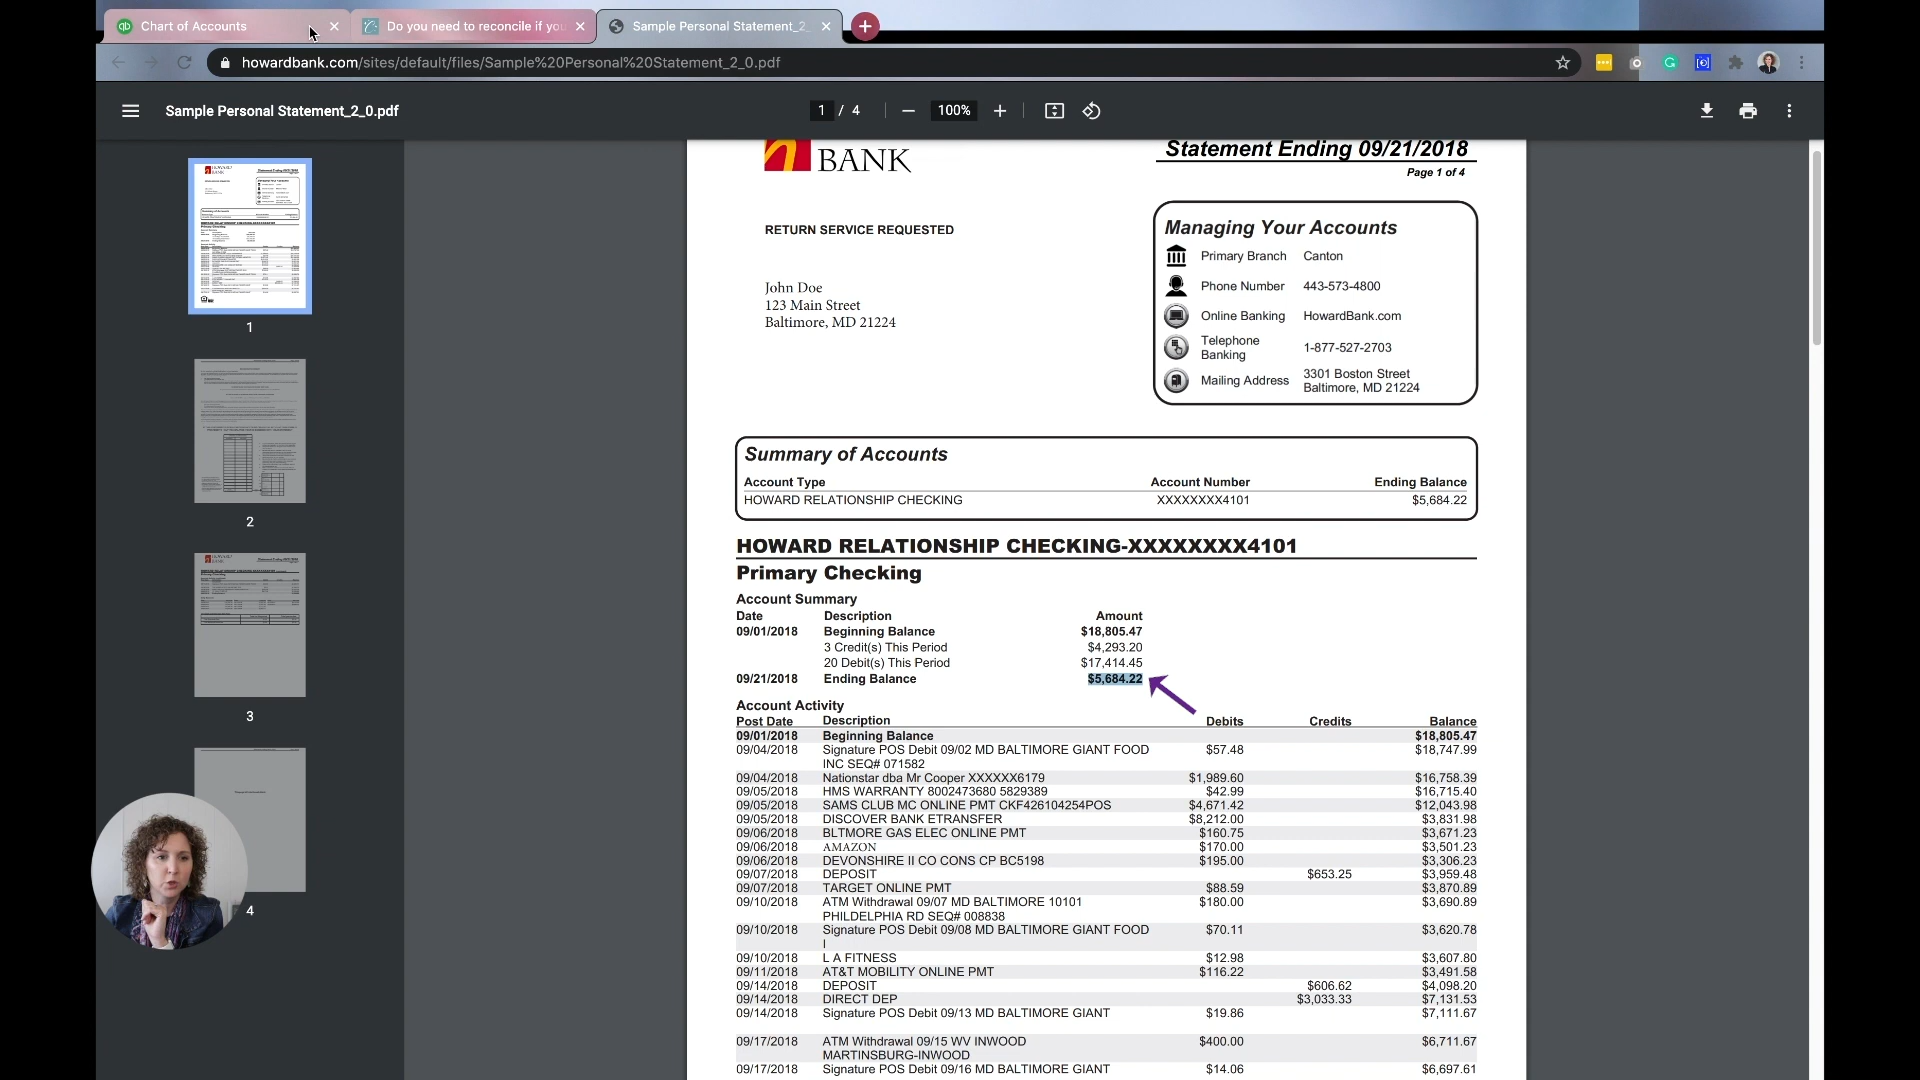 Chart of Accounts
Do you need to reconcile if you
Sample Personal Statement_2_
howardbank.com/sites/default/files/Sample%20Personal%20Statement_2_0.pdf
Sample Personal Statement_2_0.pdf
1 / 4
100%
1
2
3
4
BANK
Statement Ending 09/21/2018
Page 1 of 4
RETURN SERVICE REQUESTED
John Doe
123 Main Street
Baltimore, MD 21224
Managing Your Accounts
Primary Branch Canton
Phone Number 443-573-4800
Online Banking HowardBank.com
Telephone Banking 1-877-527-2703
Mailing Address 3301 Boston Street
Baltimore, MD 21224
Summary of Accounts
Account Type Account Number Ending Balance
HOWARD RELATIONSHIP CHECKING XXXXXXXX4101 $5,684.22
HOWARD RELATIONSHIP CHECKING-XXXXXXXX4101
Primary Checking
Account Summary
Date Description Amount
09/01/2018 Beginning Balance $18,805.47
3 Credit(s) This Period $4,293.20
20 Debit(s) This Period $17,414.45
09/21/2018 Ending Balance $5,684.22
Account Activity
Post Date Description Debits Credits Balance
09/01/2018 Beginning Balance $18,805.47
09/04/2018 Signature POS Debit 09/02 MD BALTIMORE GIANT FOOD $57.48 $18,747.99
INC SEQ# 071582
09/04/2018 Nationstar dba Mr Cooper XXXXXX6179 $1,989.60 $16,758.39
09/05/2018 HMS WARRANTY 8002473680 5829389 $42.99 $16,715.40
09/05/2018 SAMS CLUB MC ONLINE PMT CKF426104254POS $4,671.42 $12,043.98
09/05/2018 DISCOVER BANK ETRANSFER $8,212.00 $3,831.98
09/06/2018 BLTMORE GAS ELEC ONLINE PMT $160.75 $3,671.23
09/06/2018 AMAZON $170.00 $3,501.23
09/06/2018 DEVONSHIRE II CO CONS CP BC5198 $195.00 $3,306.23
09/07/2018 DEPOSIT $653.25 $3,959.48
09/07/2018 TARGET ONLINE PMT $88.59 $3,870.89
09/10/2018 ATM Withdrawal 09/07 MD BALTIMORE 10101 $180.00 $3,690.89
PHILDELPHIA RD SEQ# 008838
09/10/2018 Signature POS Debit 09/08 MD BALTIMORE GIANT FOOD $70.11 $3,620.78
I
09/10/2018 L A FITNESS $12.98 $3,607.80
09/11/2018 AT&T MOBILITY ONLINE PMT $116.22 $3,491.58
09/14/2018 DEPOSIT $606.62 $4,098.20
09/14/2018 DIRECT DEP $3,033.33 $7,131.53
09/14/2018 Signature POS Debit 09/13 MD BALTIMORE GIANT $19.86 $7,111.67
09/17/2018 ATM Withdrawal 09/15 WV INWOOD $400.00 $6,711.67
MARTINSBURG-INWOOD
09/17/2018 Signature POS Debit 09/16 MD BALTIMORE GIANT $14.06 $6,697.61